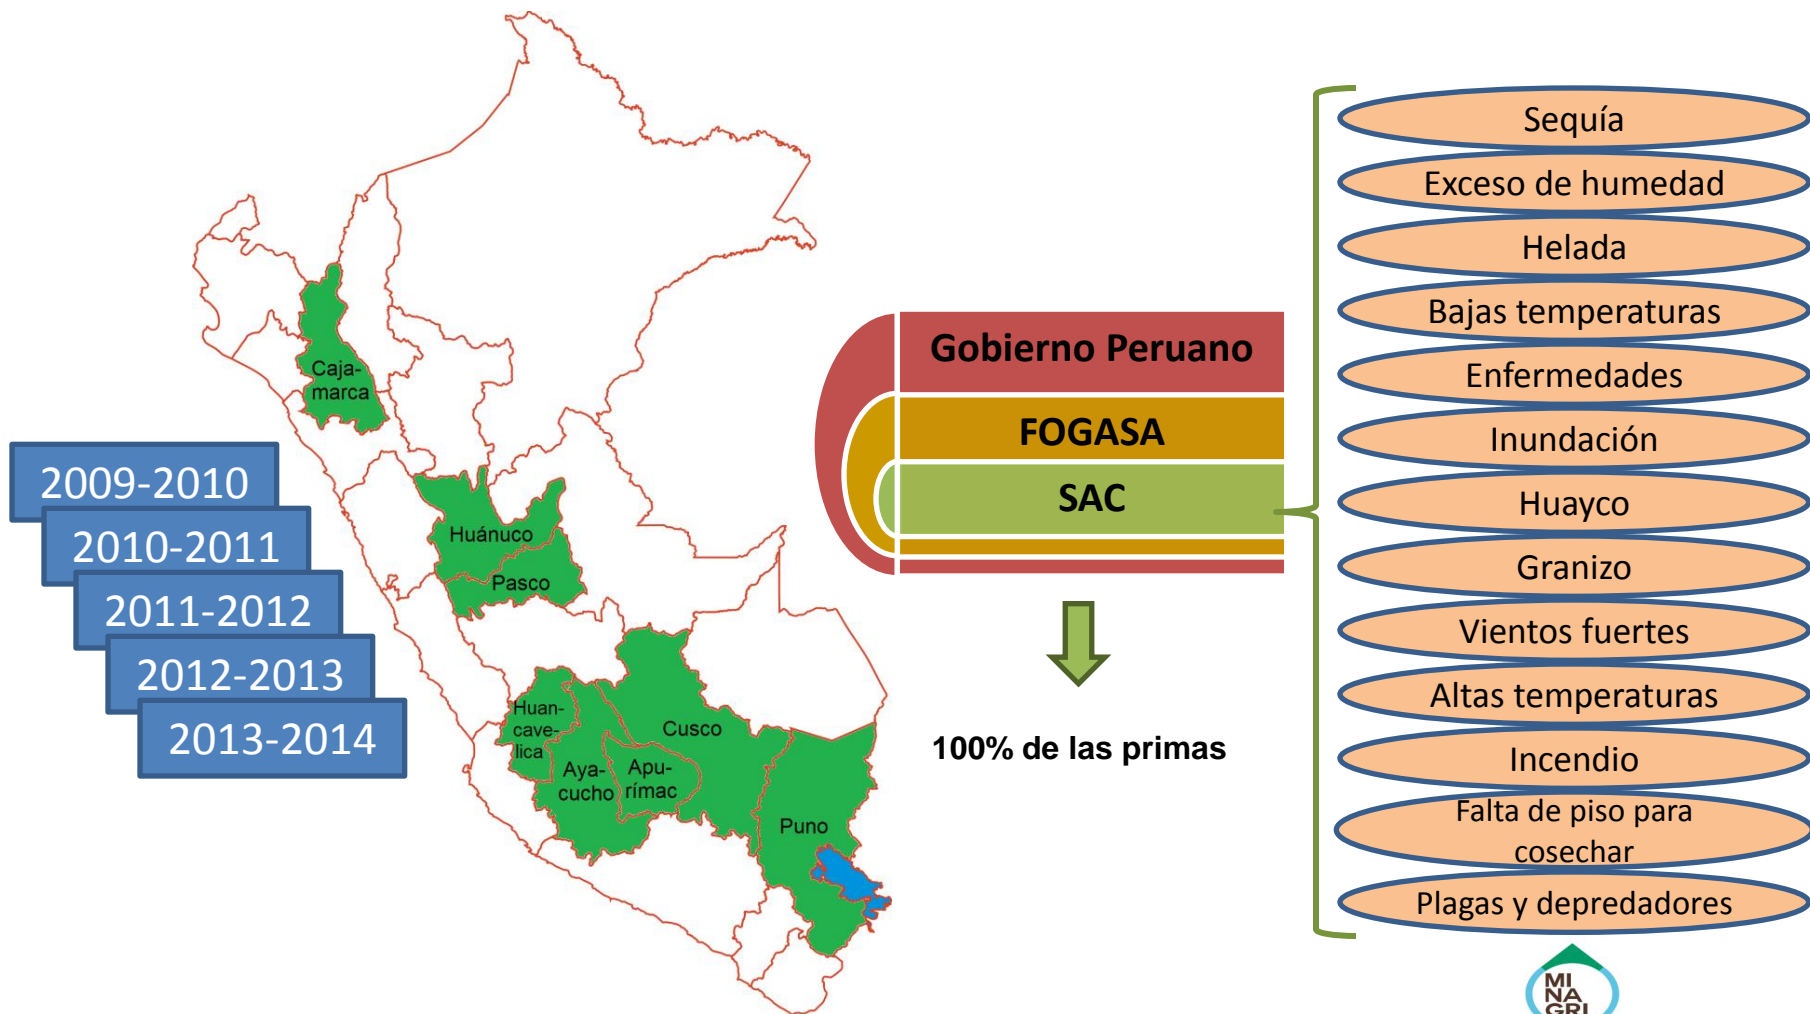 2009-2010
2010-2011
2011-2012
2012-2013
2013-2014
Caja-
marca
Huánuco
Pasco
Huan-
cave-
lica
Aya-
cucho
Apu-
rímac
Cusco
Puno
Gobierno Peruano
FOGASA
SAC
100% de las primas
Sequía
Exceso de humedad
Helada
Bajas temperaturas
Enfermedades
Inundación
Huayco
Granizo
Vientos fuertes
Altas temperaturas
Incendio
Falta de piso para
cosechar
Plagas y depredadores
MI
NA
GRI